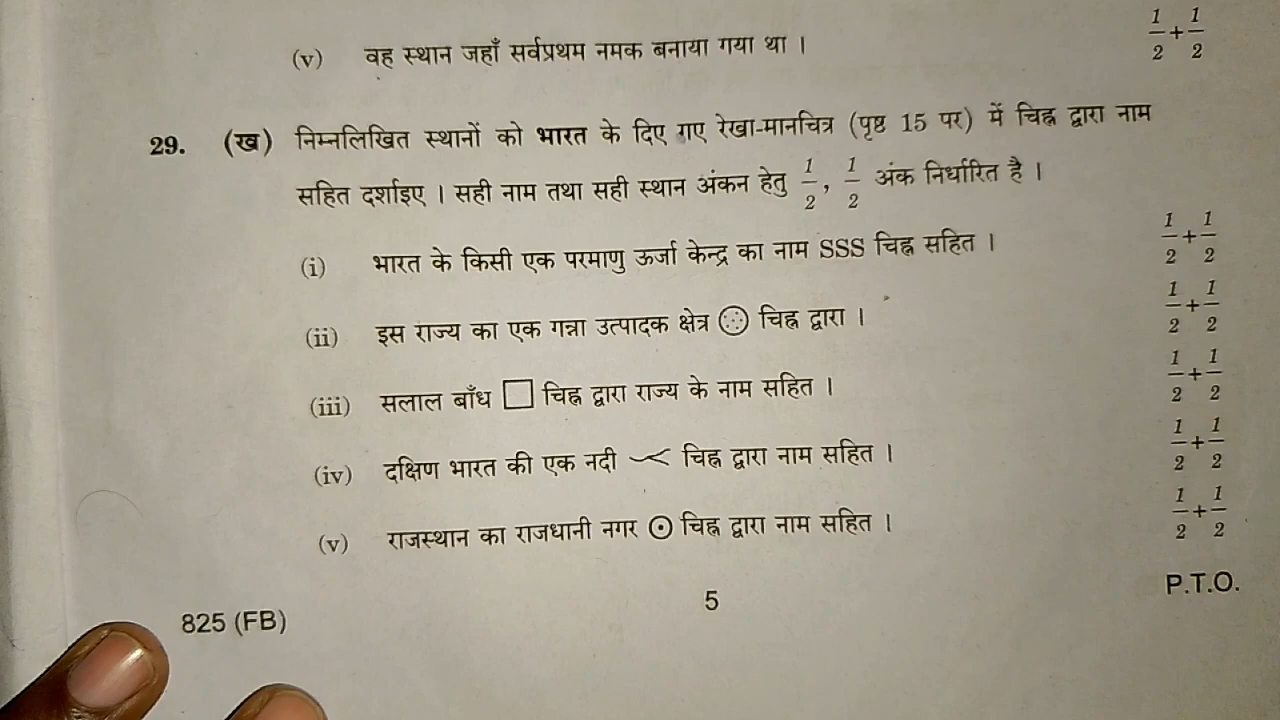 (v) वह स्थान जहाँ सर्वप्रथम नमक बनाया गया था । 1/2 + 1/2
29. (ख) निम्नलिखित स्थानों को भारत के दिए गए रेखा-मानचित्र (पृष्ठ 15 पर) में चिह्न द्वारा नाम
सहित दर्शाइए । सही नाम तथा सही स्थान अंकन हेतु 1/2, 1/2 अंक निर्धारित है ।
(i) भारत के किसी एक परमाणु ऊर्जा केन्द्र का नाम SSS चिह्न सहित । 1/2 + 1/2
(ii) इस राज्य का एक गन्ना उत्पादक क्षेत्र चिह्न द्वारा । 1/2 + 1/2
(iii) सलाल बाँध □ चिह्न द्वारा राज्य के नाम सहित । 1/2 + 1/2
(iv) दक्षिण भारत की एक नदी चिह्न द्वारा नाम सहित । 1/2 + 1/2
(v) राजस्थान का राजधानी नगर ⊙ चिह्न द्वारा नाम सहित । 1/2 + 1/2
825 (FB) 5 P.T.O.